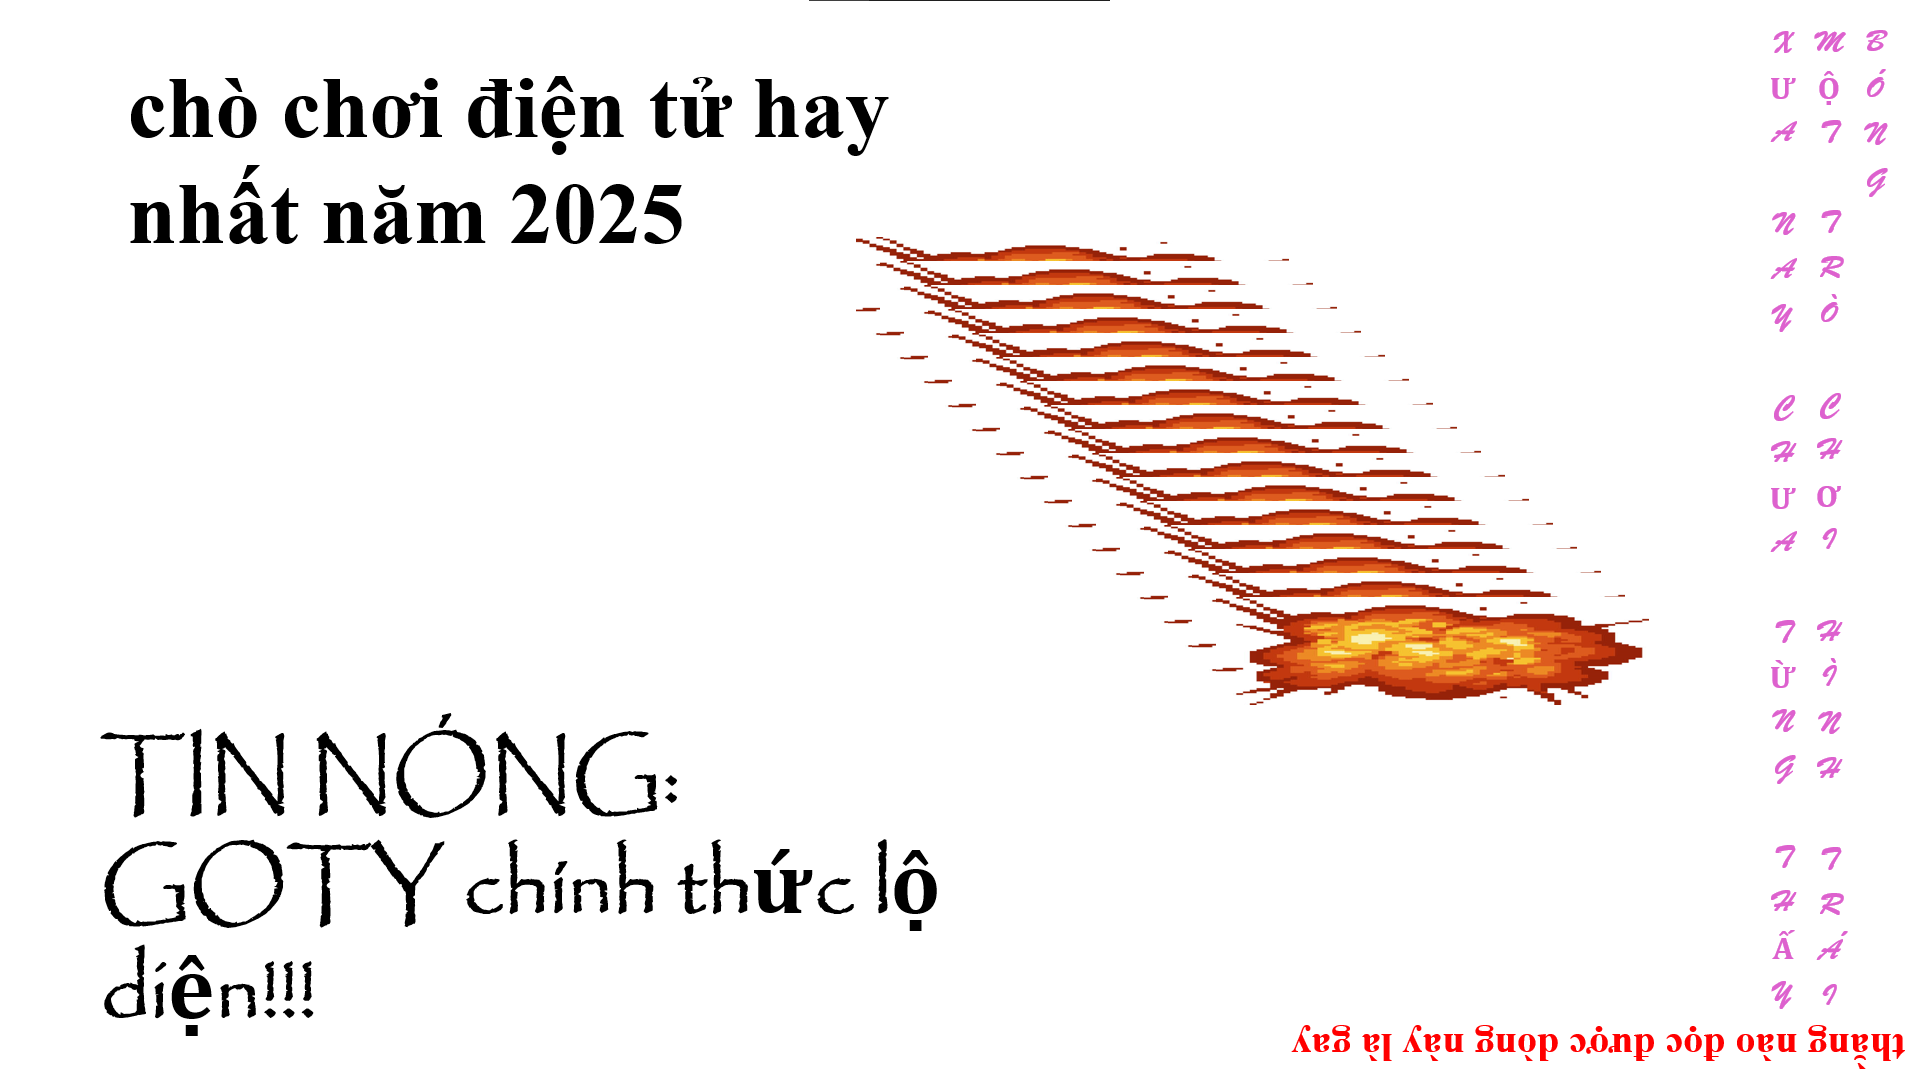 chò chơi điện tử hay
nhất năm 2025
TIN NÓNG:
GOTY chính thức lộ
diện!!!
XƯA NAY CHƯA TỪNG THẤY
MỘT TRÒ CHƠI HÌNH TRÁI
BÓNG
thằng nào đọc được dòng này là gay